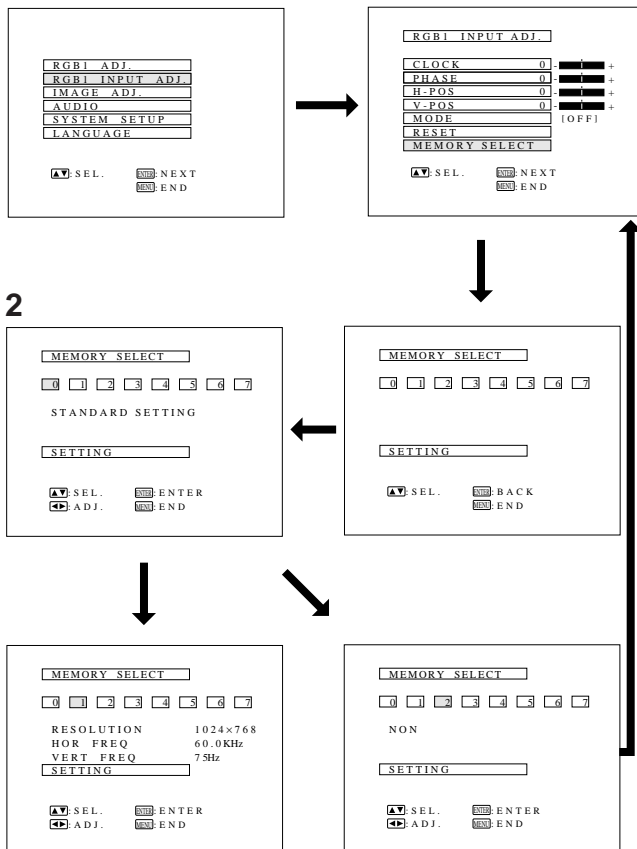 RGB1 ADJ.
RGB1 INPUT ADJ.
IMAGE ADJ.
AUDIO
SYSTEM SETUP
LANGUAGE
▲▼:SEL. ENTER:NEXT
MENU:END
RGB1 INPUT ADJ.
CLOCK 0 - +
PHASE 0 - +
H-POS 0 - +
V-POS 0 - +
MODE [OFF]
RESET
MEMORY SELECT
▲▼:SEL. ENTER:NEXT
MENU:END
2
MEMORY SELECT
0 1 2 3 4 5 6 7
STANDARD SETTING
SETTING
▲▼:SEL. ENTER:ENTER
◀▶:ADJ. MENU:END
MEMORY SELECT
0 1 2 3 4 5 6 7
SETTING
▲▼:SEL. ENTER:BACK
MENU:END
MEMORY SELECT
0 1 2 3 4 5 6 7
RESOLUTION 1024×768
HOR FREQ 60.0KHz
VERT FREQ 75Hz
SETTING
▲▼:SEL. ENTER:ENTER
◀▶:ADJ. MENU:END
MEMORY SELECT
0 1 2 3 4 5 6 7
NON
SETTING
▲▼:SEL. ENTER:ENTER
◀▶:ADJ. MENU:END